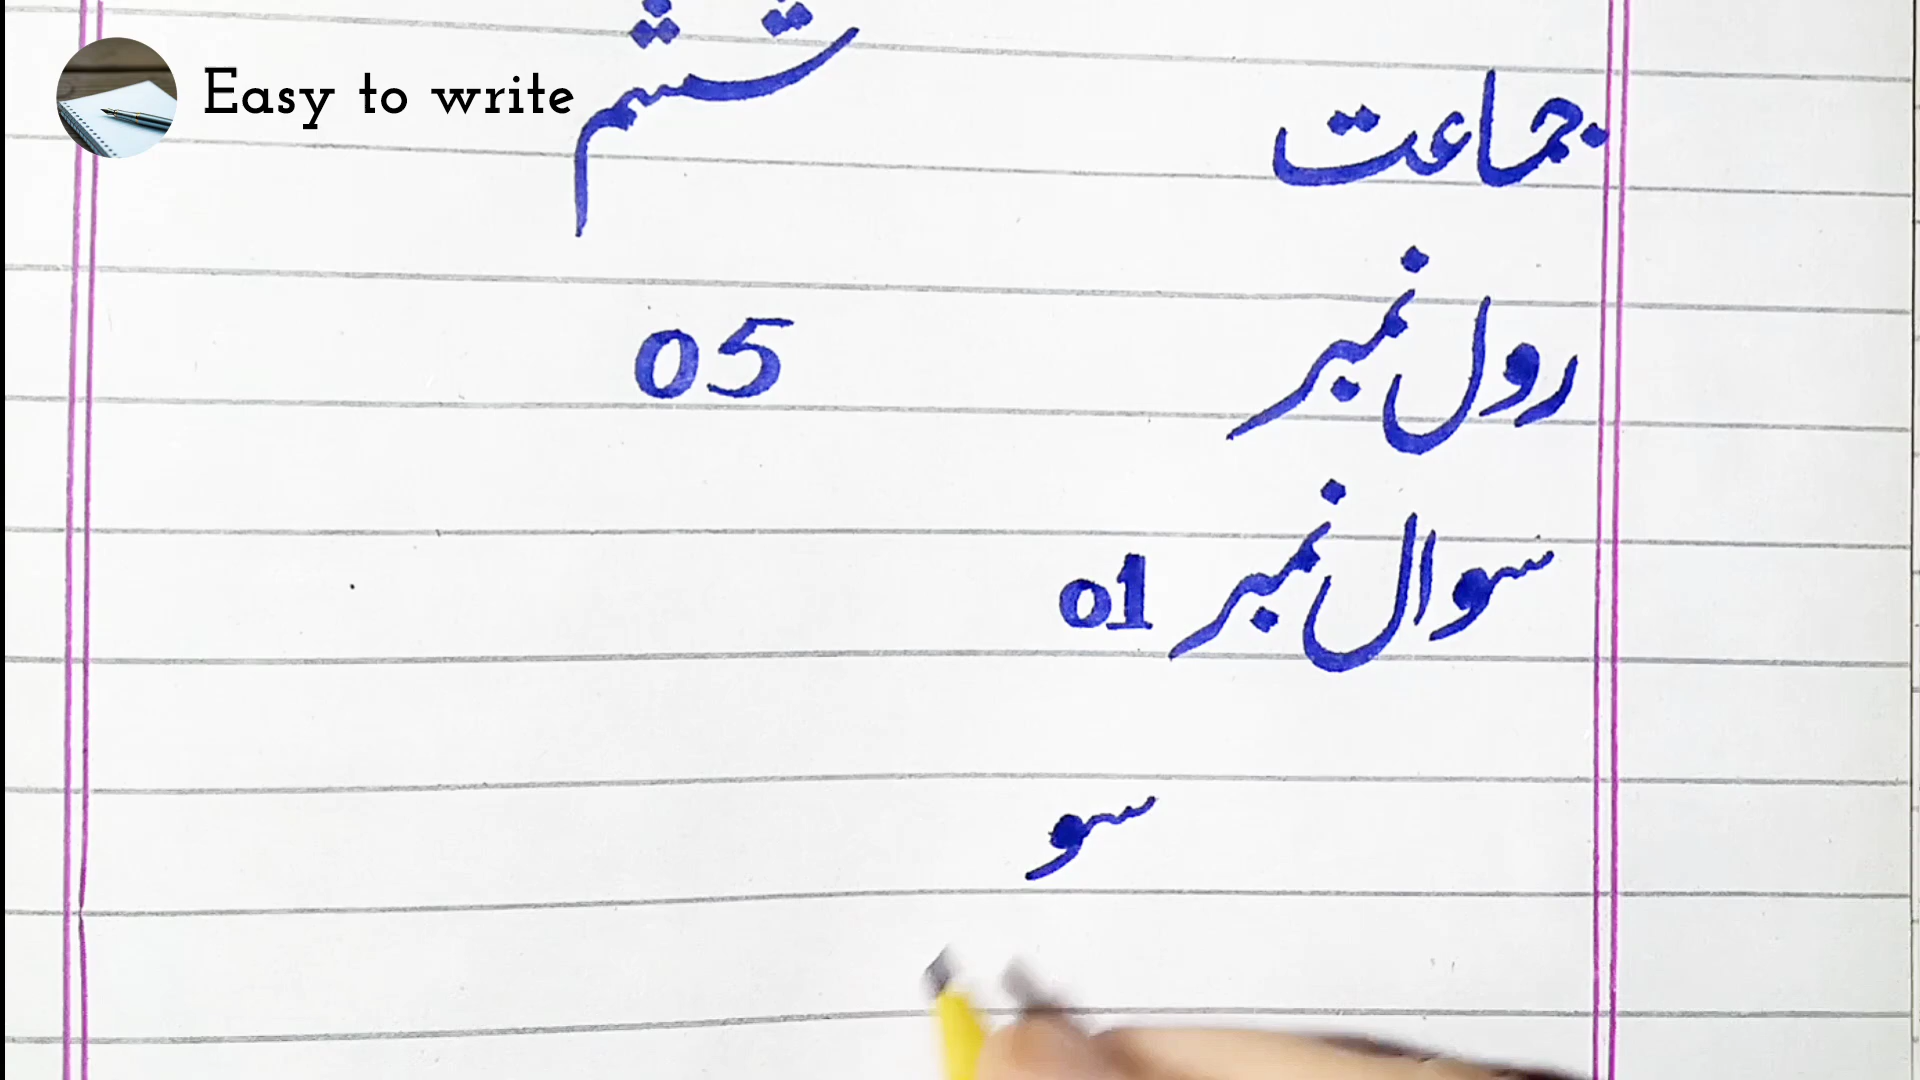 Easy to write
جماعت ششم
رول نمبر 05
سوال نمبر 01
سو